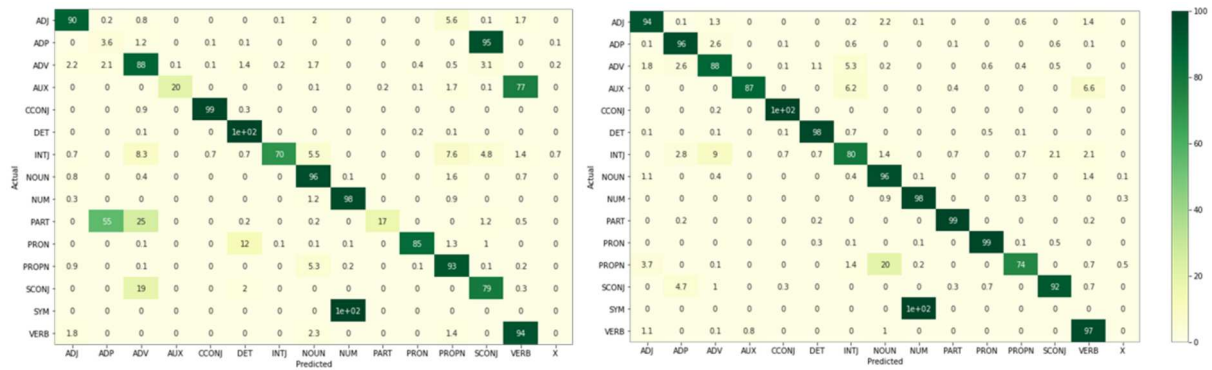 ADJ 90 0.2 0.8 0 0 0 0.1 2 0 0 0 5.6 0.1 1.7 0
ADP 0 3.6 1.2 0 0.1 0.1 0 0 0 0 0 0 95 0 0.1
ADV 2.2 2.1 88 0.1 0.1 1.4 0.2 1.7 0 0 0.4 0.5 3.1 0 0.2
AUX 0 0 0 20 0 0 0 0.1 0 0.2 0.1 1.7 0.1 77 0
CCONJ 0 0 0.9 0 99 0.3 0 0 0 0 0 0 0 0 0
DET 0 0 0.1 0 0 1e+02 0 0 0 0 0.2 0.1 0 0 0
INTJ 0.7 0 8.3 0 0.7 0.7 70 5.5 0 0 0 7.6 4.8 1.4 0.7
NOUN 0.8 0 0.4 0 0 0 0 96 0.1 0 0 1.6 0 0.7 0
NUM 0.3 0 0 0 0 0 0 1.2 98 0 0 0.9 0 0 0
PART 0 55 25 0 0 0.2 0 0.2 0 17 0 0 1.2 0.5 0
PRON 0 0 0.1 0 0 12 0.1 0.1 0.1 0 85 1.3 1 0 0
PROPN 0.9 0 0.1 0 0 0 0 5.3 0.2 0 0.1 93 0.1 0.2 0
SCONJ 0 0 19 0 0 2 0 0 0 0 0 0 79 0.3 0
SYM 0 0 0 0 0 0 0 0 1e+02 0 0 0 0 0 0
VERB 1.8 0 0 0 0 0 0 2.3 0 0 0 1.4 0 94 0
ADJ ADP ADV AUX CCONJ DET INTJ NOUN NUM PART PRON PROPN SCONJ VERB X
Predicted
Actual
ADJ 94 0.1 1.3 0 0 0 0.2 2.2 0.1 0 0 0.6 0 1.4 0
ADP 0.1 96 2.6 0 0.1 0 0.6 0 0 0.1 0 0 0.6 0.1 0
ADV 1.8 2.6 88 0 0.1 1.1 5.3 0.2 0 0 0.6 0.4 0.5 0 0
AUX 0 0 0 87 0 0 6.2 0 0 0.4 0 0 0 6.6 0
CCONJ 0 0 0.2 0 1e+02 0 0 0 0 0 0 0 0 0 0
DET 0.1 0 0.1 0 0.1 98 0.7 0 0 0 0.5 0.1 0 0 0
INTJ 0 2.8 9 0 0.7 0.7 80 1.4 0 0.7 0 0.7 2.1 2.1 0
NOUN 1.1 0 0.4 0 0 0 0.4 96 0.1 0 0 0.7 0 1.4 0.1
NUM 0 0 0 0 0 0 0 0.9 98 0 0 0.3 0 0 0.3
PART 0 0.2 0 0 0 0.2 0 0 0 99 0 0 0 0.2 0
PRON 0 0 0 0 0 0.3 0.1 0 0.1 0 99 0.1 0.5 0 0
PROPN 3.7 0 0.1 0 0 0 1.4 20 0.2 0 0 74 0 0.7 0.5
SCONJ 0 4.7 1 0 0.3 0 0 0 0 0.3 0.7 0 92 0.7 0
SYM 0 0 0 0 0 0 0 0 1e+02 0 0 0 0 0 0
VERB 1.1 0 0.1 0.8 0 0 0 1 0 0 0 0 0 97 0
ADJ ADP ADV AUX CCONJ DET INTJ NOUN NUM PART PRON PROPN SCONJ VERB X
Predicted
Actual
100
80
60
40
20
0